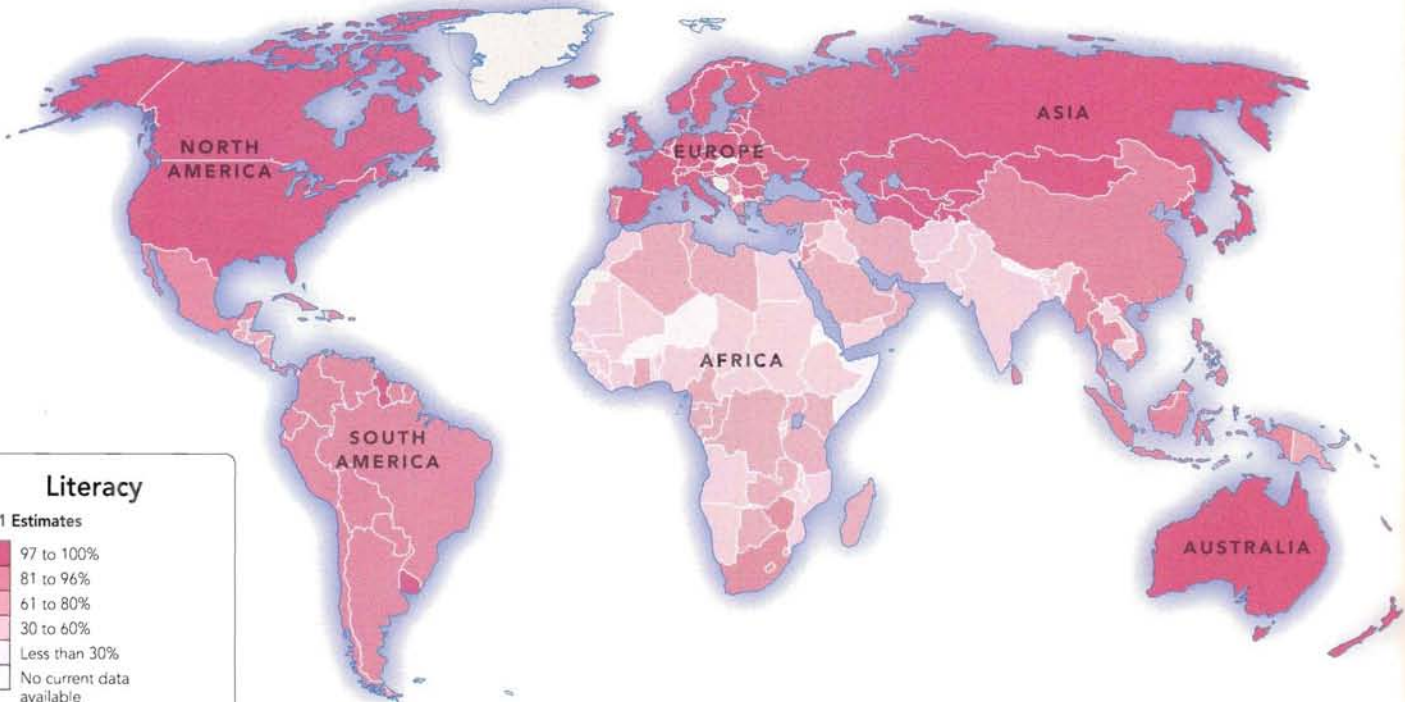 ASIA
NORTH
AMERICA
EUROPE
AFRICA
SOUTH
AMERICA
AUSTRALIA
Literacy
1 Estimates
97 to 100%
81 to 96%
61 to 80%
30 to 60%
Less than 30%
No current data
available